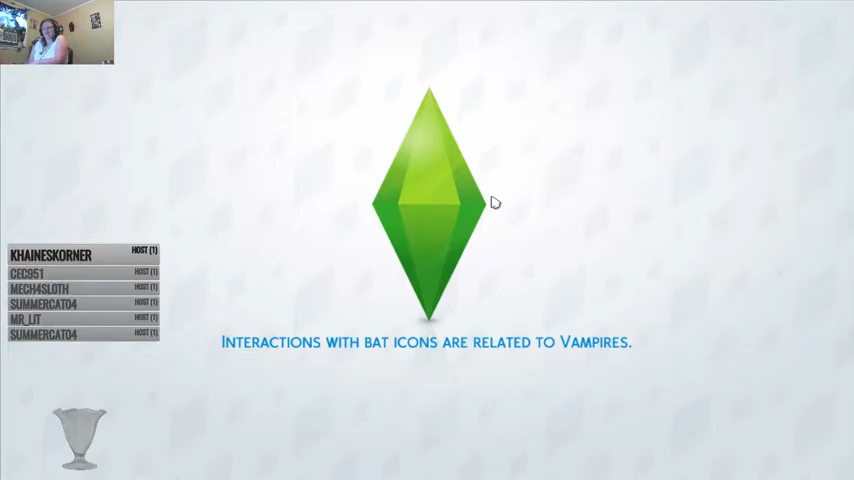 KHAINESKORNER HOST (1)
CEC951 HOST (1)
MECH4SLOTH HOST (1)
SUMMERCAT04 HOST (1)
MR_LIT HOST (1)
SUMMERCAT04 HOST (1)
INTERACTIONS WITH BAT ICONS ARE RELATED TO VAMPIRES.